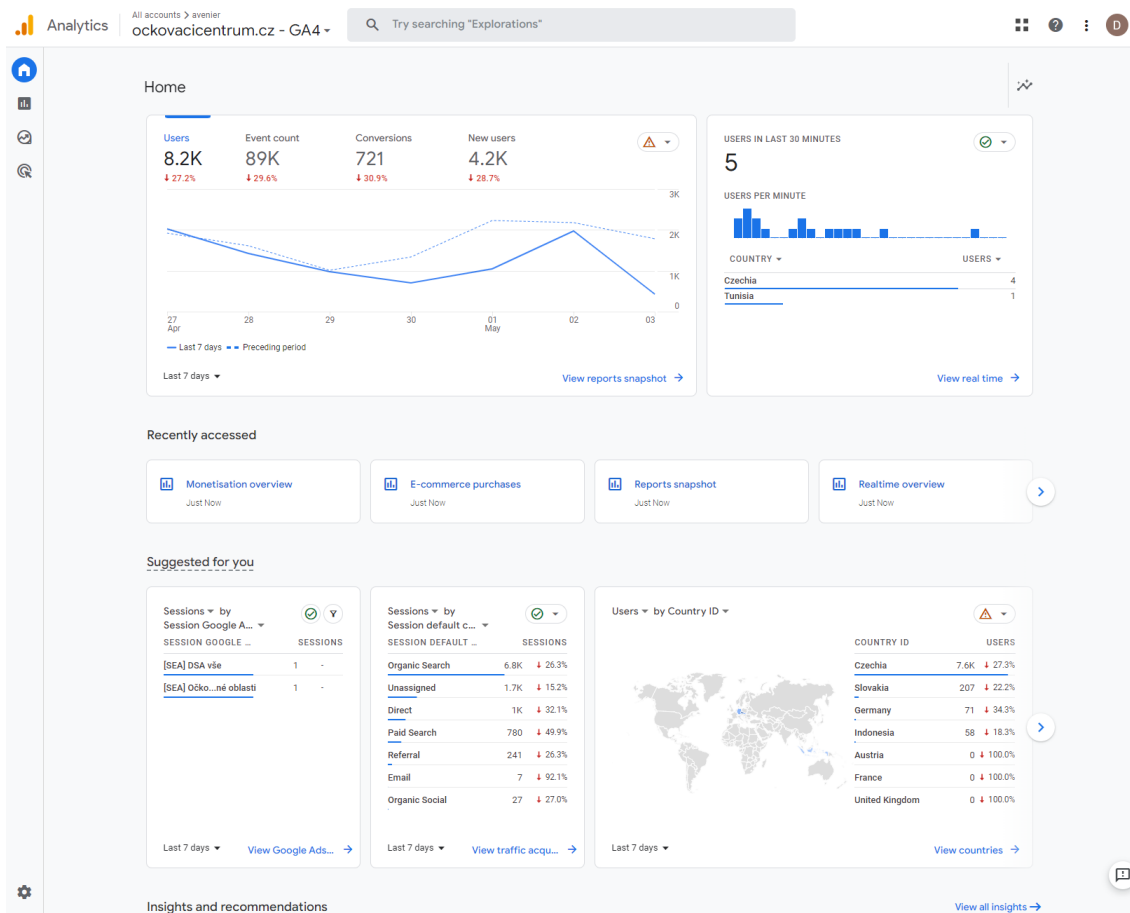 All accounts > avenier
Analytics
ockovacicentrum.cz - GA4
Try searching "Explorations"
D
Home
Users
Event count
Conversions
New users
8.2K
89K
721
4.2K
27.2%
29.6%
30.9%
28.7%
3K
2K
1K
0
27 Apr
28
29
30
01 May
02
03
Last 7 days
Preceding period
Last 7 days
View reports snapshot
USERS IN LAST 30 MINUTES
5
USERS PER MINUTE
COUNTRY
USERS
Czechia 4
Tunisia 1
View real time
Recently accessed
Monetisation overview
Just Now
E-commerce purchases
Just Now
Reports snapshot
Just Now
Realtime overview
Just Now
Suggested for you
Sessions by
Session Google A...
SESSION GOOGLE ... SESSIONS
[SEA] DSA vše 1 -
[SEA] Očko...né oblasti 1 -
Last 7 days
View Google Ads...
Sessions by
Session default c...
SESSION DEFAULT ... SESSIONS
Organic Search 6.8K 26.3%
Unassigned 1.7K 15.2%
Direct 1K 32.1%
Paid Search 780 49.9%
Referral 241 26.3%
Email 7 92.1%
Organic Social 27 27.0%
Last 7 days
View traffic acqu...
Users by Country ID
COUNTRY ID USERS
Czechia 7.6K 27.3%
Slovakia 207 22.2%
Germany 71 34.3%
Indonesia 58 18.3%
Austria 0 100.0%
France 0 100.0%
United Kingdom 0 100.0%
Last 7 days
View countries
Insights and recommendations
View all insights